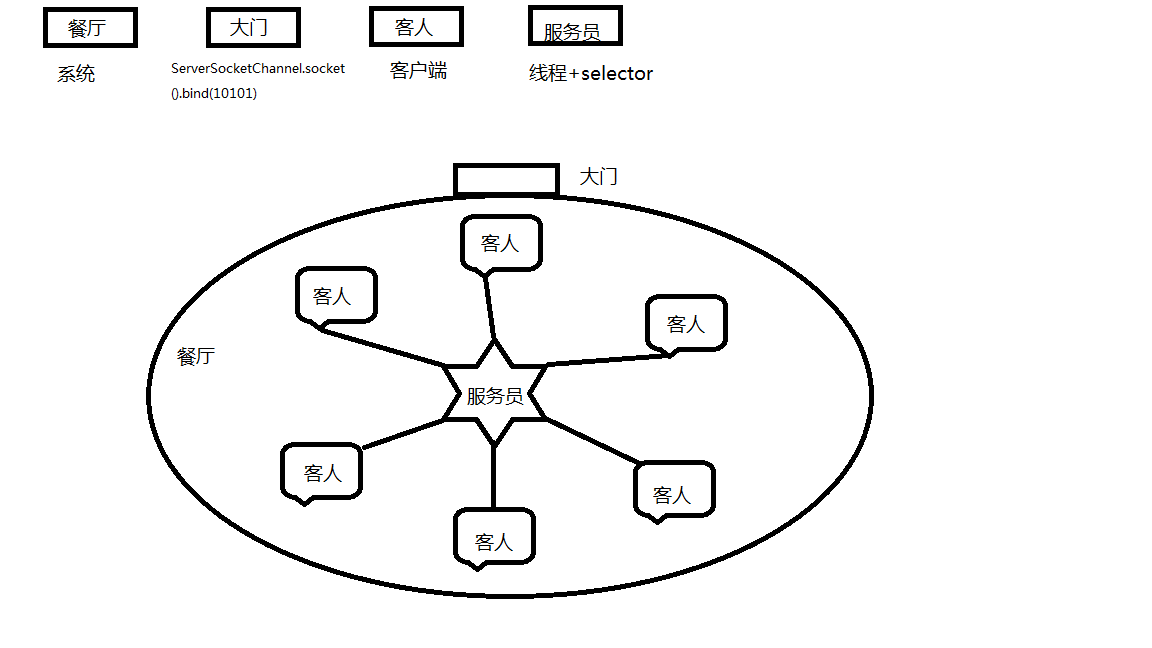 餐厅 大门 客人 服务员
系统 ServerSocketChannel.socket 客户端 线程+selector
().bind(10101)
大门
客人
客人
客人
餐厅
服务员
客人
客人
客人